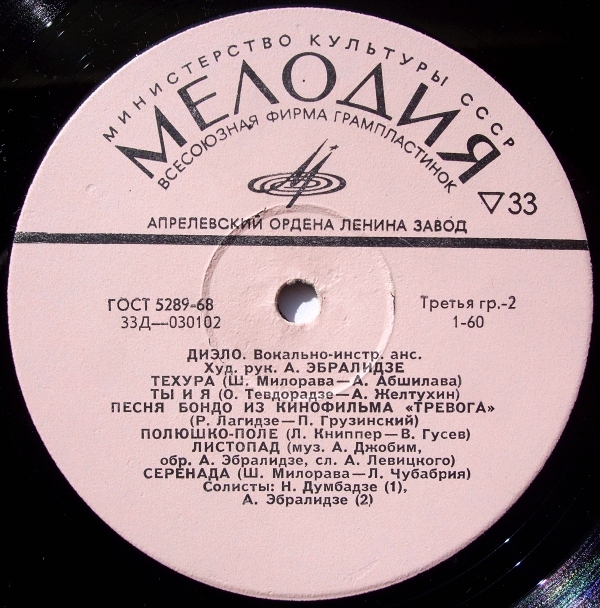 МИНИСТЕРСТВО КУЛЬТУРЫ СССР
МЕЛОДИЯ
ВСЕСОЮЗНАЯ ФИРМА ГРАМПЛАСТИНОК
▽33
АПРЕЛЕВСКИЙ ОРДЕНА ЛЕНИНА ЗАВОД
ГОСТ 5289-68
33Д—030102
Третья гр.-2
1-60
ДИЭЛО. Вокально-инстр. анс.
Худ. рук. А. ЭБРАЛИДЗЕ
ТЕХУРА (Ш. Милорава—А. Абшилава)
ТЫ И Я (О. Тевдорадзе—А. Желтухин)
ПЕСНЯ БОНДО ИЗ КИНОФИЛЬМА «ТРЕВОГА»
(Р. Лагидзе—П. Грузинский)
ПОЛЮШКО-ПОЛЕ (Л. Книппер—В. Гусев)
ЛИСТОПАД (муз. А. Джобим,
обр. А. Эбралидзе, сл. А. Левицкого)
СЕРЕНАДА (Ш. Милорава—Л. Чубабрия)
Солисты: Н. Думбадзе (1),
А. Эбралидзе (2)